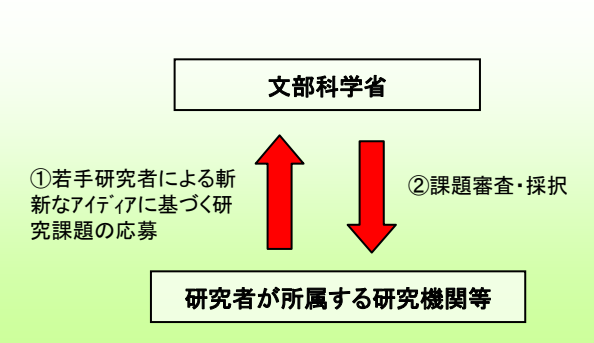 文部科学省
①若手研究者による斬
新なアイディアに基づく研
究課題の応募
②課題審査・採択
研究者が所属する研究機関等